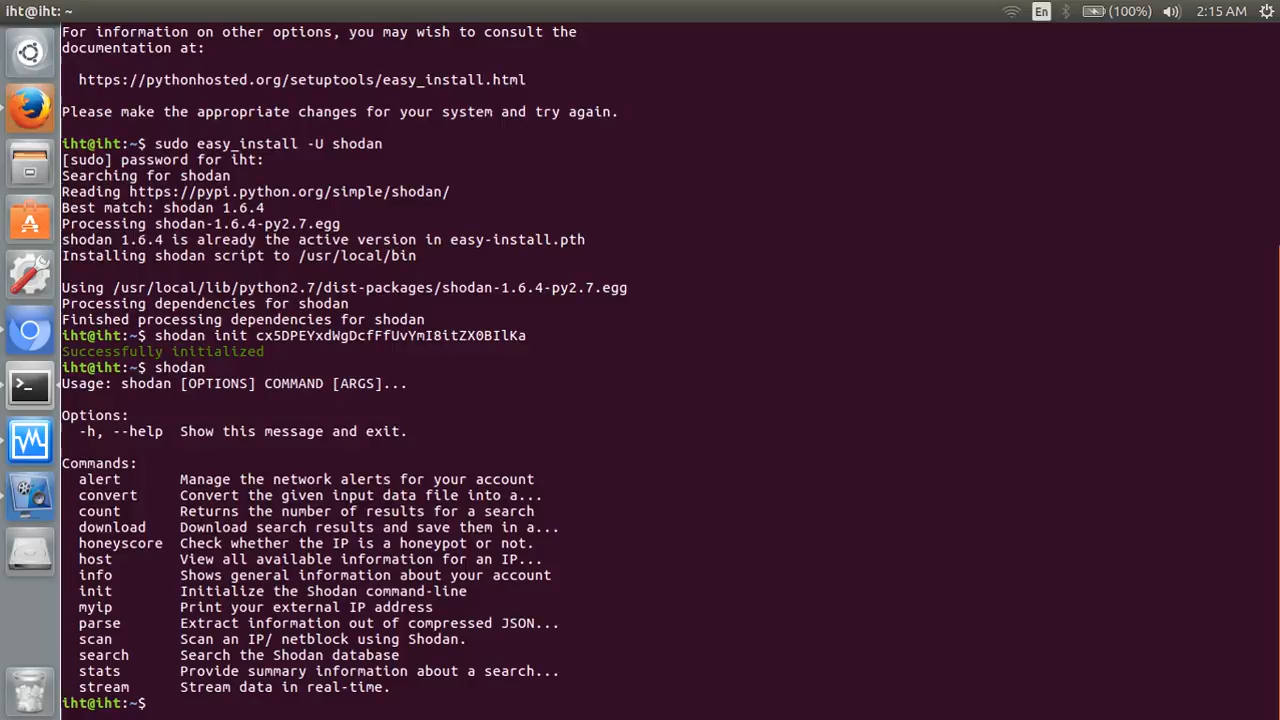 iht@iht: ~
En
(100%)
2:15 AM
For information on other options, you may wish to consult the
documentation at:
https://pythonhosted.org/setuptools/easy_install.html
Please make the appropriate changes for your system and try again.
iht@iht:~$ sudo easy_install -U shodan
[sudo] password for iht:
Searching for shodan
Reading https://pypi.python.org/simple/shodan/
Best match: shodan 1.6.4
Processing shodan-1.6.4-py2.7.egg
shodan 1.6.4 is already the active version in easy-install.pth
Installing shodan script to /usr/local/bin
Using /usr/local/lib/python2.7/dist-packages/shodan-1.6.4-py2.7.egg
Processing dependencies for shodan
Finished processing dependencies for shodan
iht@iht:~$ shodan init cx5DPEYxdWgDcfFfUvYmI8itZX0BIlKa
Successfully initialized
iht@iht:~$ shodan
Usage: shodan [OPTIONS] COMMAND [ARGS]...
Options:
-h, --help  Show this message and exit.
Commands:
alert       Manage the network alerts for your account
convert     Convert the given input data file into a...
count       Returns the number of results for a search
download    Download search results and save them in a...
honeyscore  Check whether the IP is a honeypot or not.
host        View all available information for an IP...
info        Shows general information about your account
init        Initialize the Shodan command-line
myip        Print your external IP address
parse       Extract information out of compressed JSON...
scan        Scan an IP/ netblock using Shodan.
search      Search the Shodan database
stats       Provide summary information about a search...
stream      Stream data in real-time.
iht@iht:~$